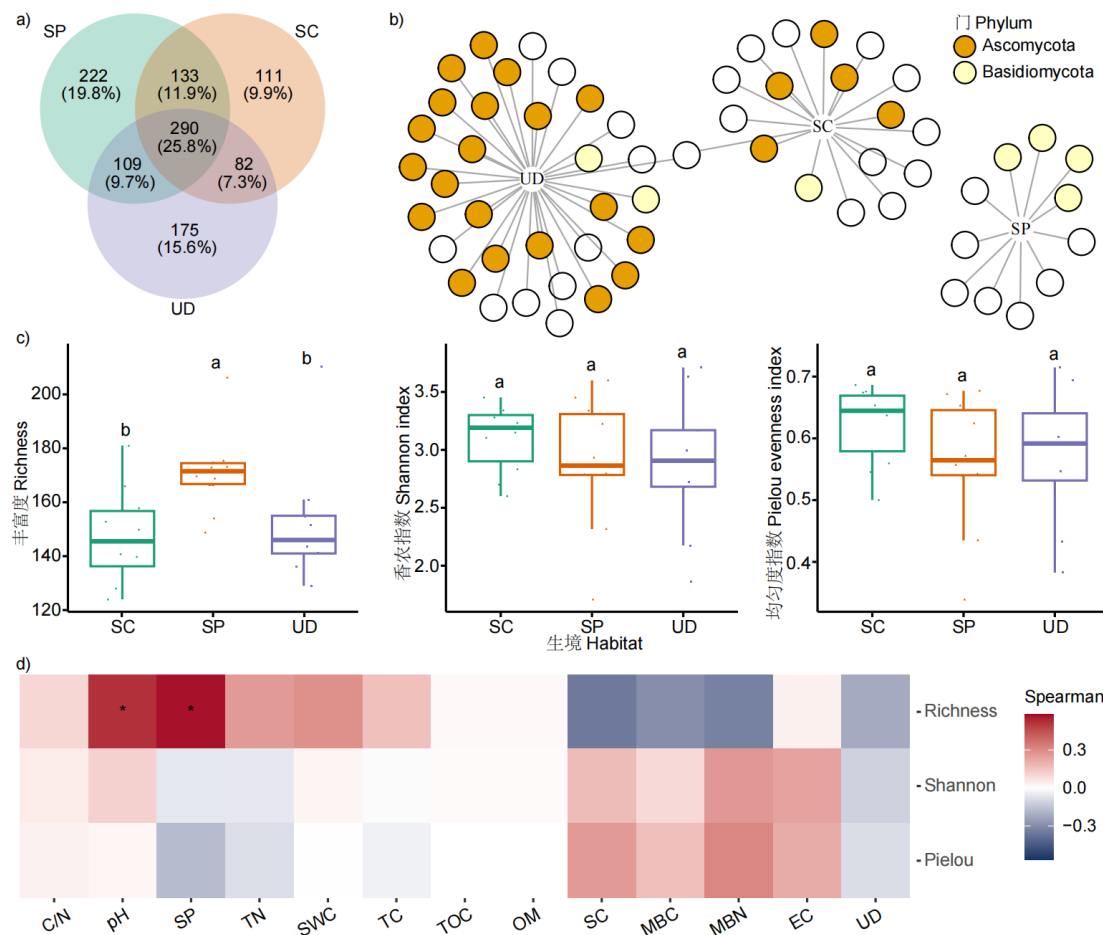 a)
SP
SC
222
(19.8%)
133
(11.9%)
111
(9.9%)
290
(25.8%)
109
(9.7%)
82
(7.3%)
175
(15.6%)
UD
b)
UD
SC
SP
门 Phylum
Ascomycota
Basidiomycota
c)
丰富度 Richness
200
180
160
140
120
b
a
b
SC
SP
UD
香农指数 Shannon index
3.5
3.0
2.5
2.0
a
a
a
SC
SP
UD
生境 Habitat
均匀度指数 Pielou evenness index
0.7
0.6
0.5
0.4
a
a
a
SC
SP
UD
d)
* *
Richness
Shannon
Pielou
C/N
pH
SP
TN
SWC
TC
TOC
OM
SC
MBC
MBN
EC
UD
Spearman
0.3
0.0
−0.3